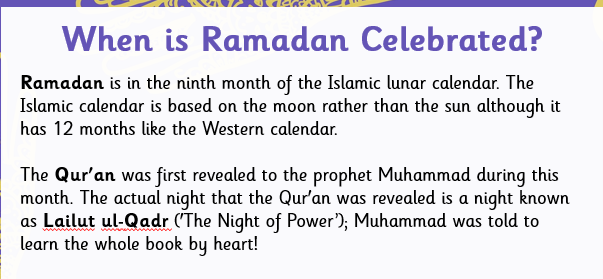 When is Ramadan Celebrated?
Ramadan is in the ninth month of the Islamic lunar calendar. The
Islamic calendar is based on the moon rather than the sun although it
has 12 months like the Western calendar.
The Qur'an was first revealed to the prophet Muhammad during this
month. The actual night that the Qur'an was revealed is a night known
as Lailut ul-Qadr ('The Night of Power'); Muhammad was told to
learn the whole book by heart!